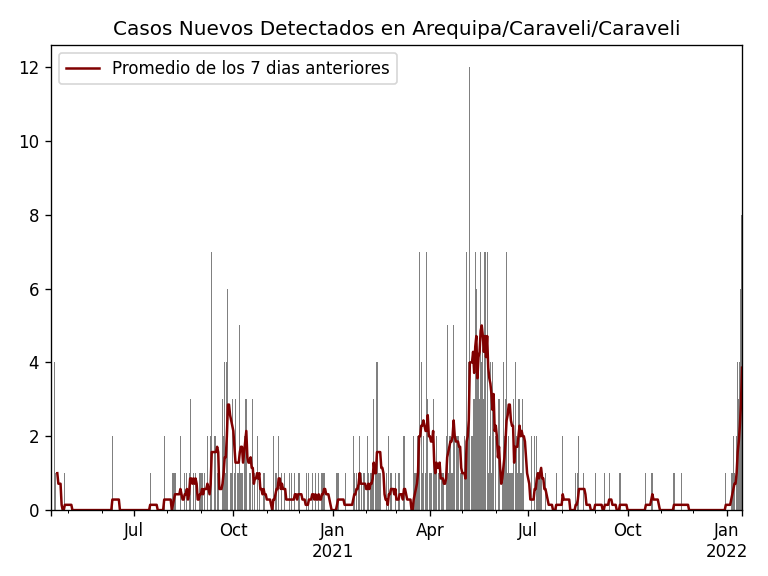 Casos Nuevos Detectados en Arequipa/Caraveli/Caraveli
Promedio de los 7 dias anteriores
12
10
8
6
4
2
0
Jul
Oct
Jan
2021
Apr
Jul
Oct
Jan
2022